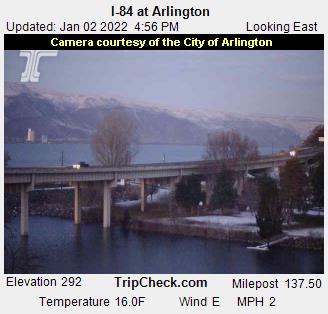 I-84 at Arlington
Updated: Jan 02 2022 4:56 PM Looking East
Camera courtesy of the City of Arlington
Elevation 292 TripCheck.com Milepost 137.50
Temperature 16.0F Wind E MPH 2